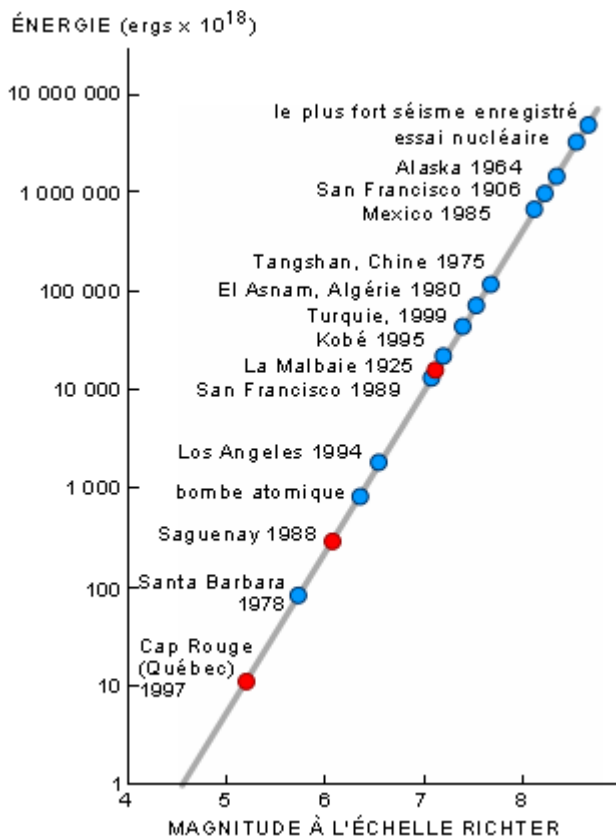 ÉNERGIE (ergs x 10¹⁸)
10 000 000
le plus fort séisme enregistré
essai nucléaire
Alaska 1964
1 000 000
San Francisco 1906
Mexico 1985
Tangshan, Chine 1975
100 000
El Asnam, Algérie 1980
Turquie, 1999
Kobé 1995
La Malbaie 1925
10 000
San Francisco 1989
Los Angeles 1994
1 000
bombe atomique
Saguenay 1988
100
Santa Barbara
1978
Cap Rouge
(Québec)
10
1997
1
4 5 6 7 8
MAGNITUDE À L'ÉCHELLE RICHTER